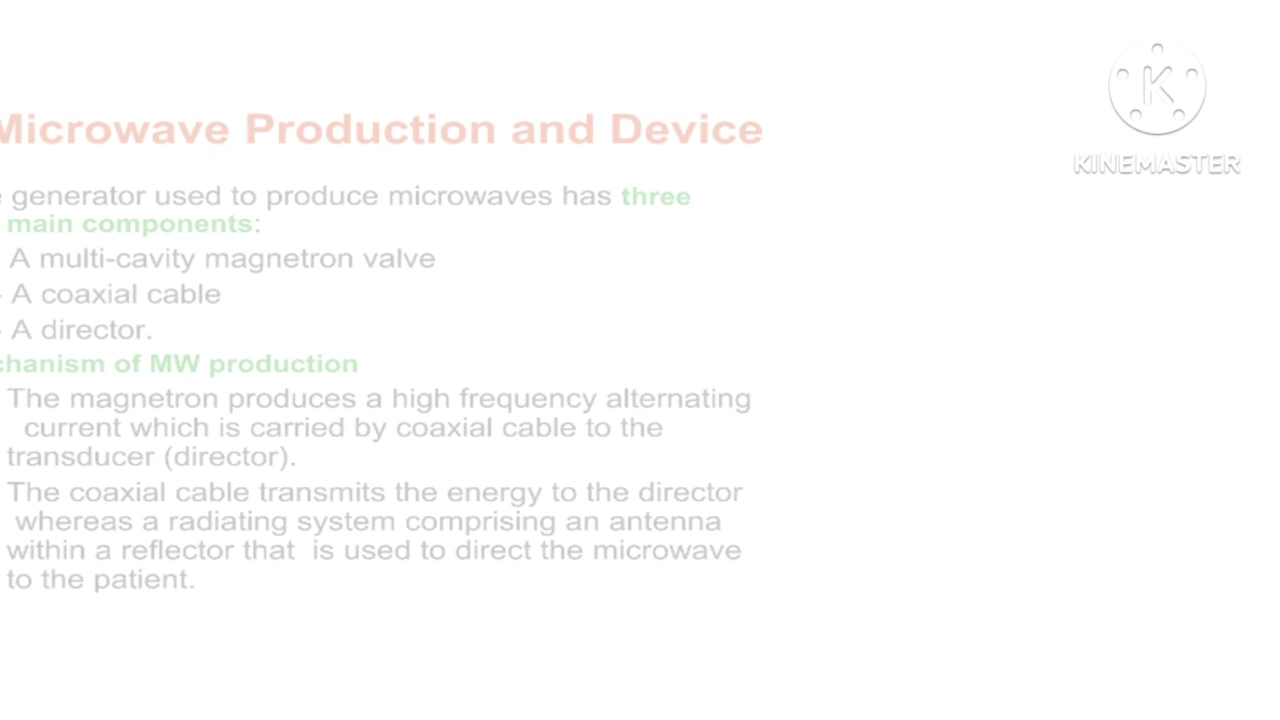 Microwave Production and Device
generator used to produce microwaves has three
main components:
A multi-cavity magnetron valve
- A coaxial cable
- A director.
chanism of MW production
The magnetron produces a high frequency alternating
current which is carried by coaxial cable to the
transducer (director).
The coaxial cable transmits the energy to the director
whereas a radiating system comprising an antenna
within a reflector that is used to direct the microwave
to the patient.
K
KINEMASTER